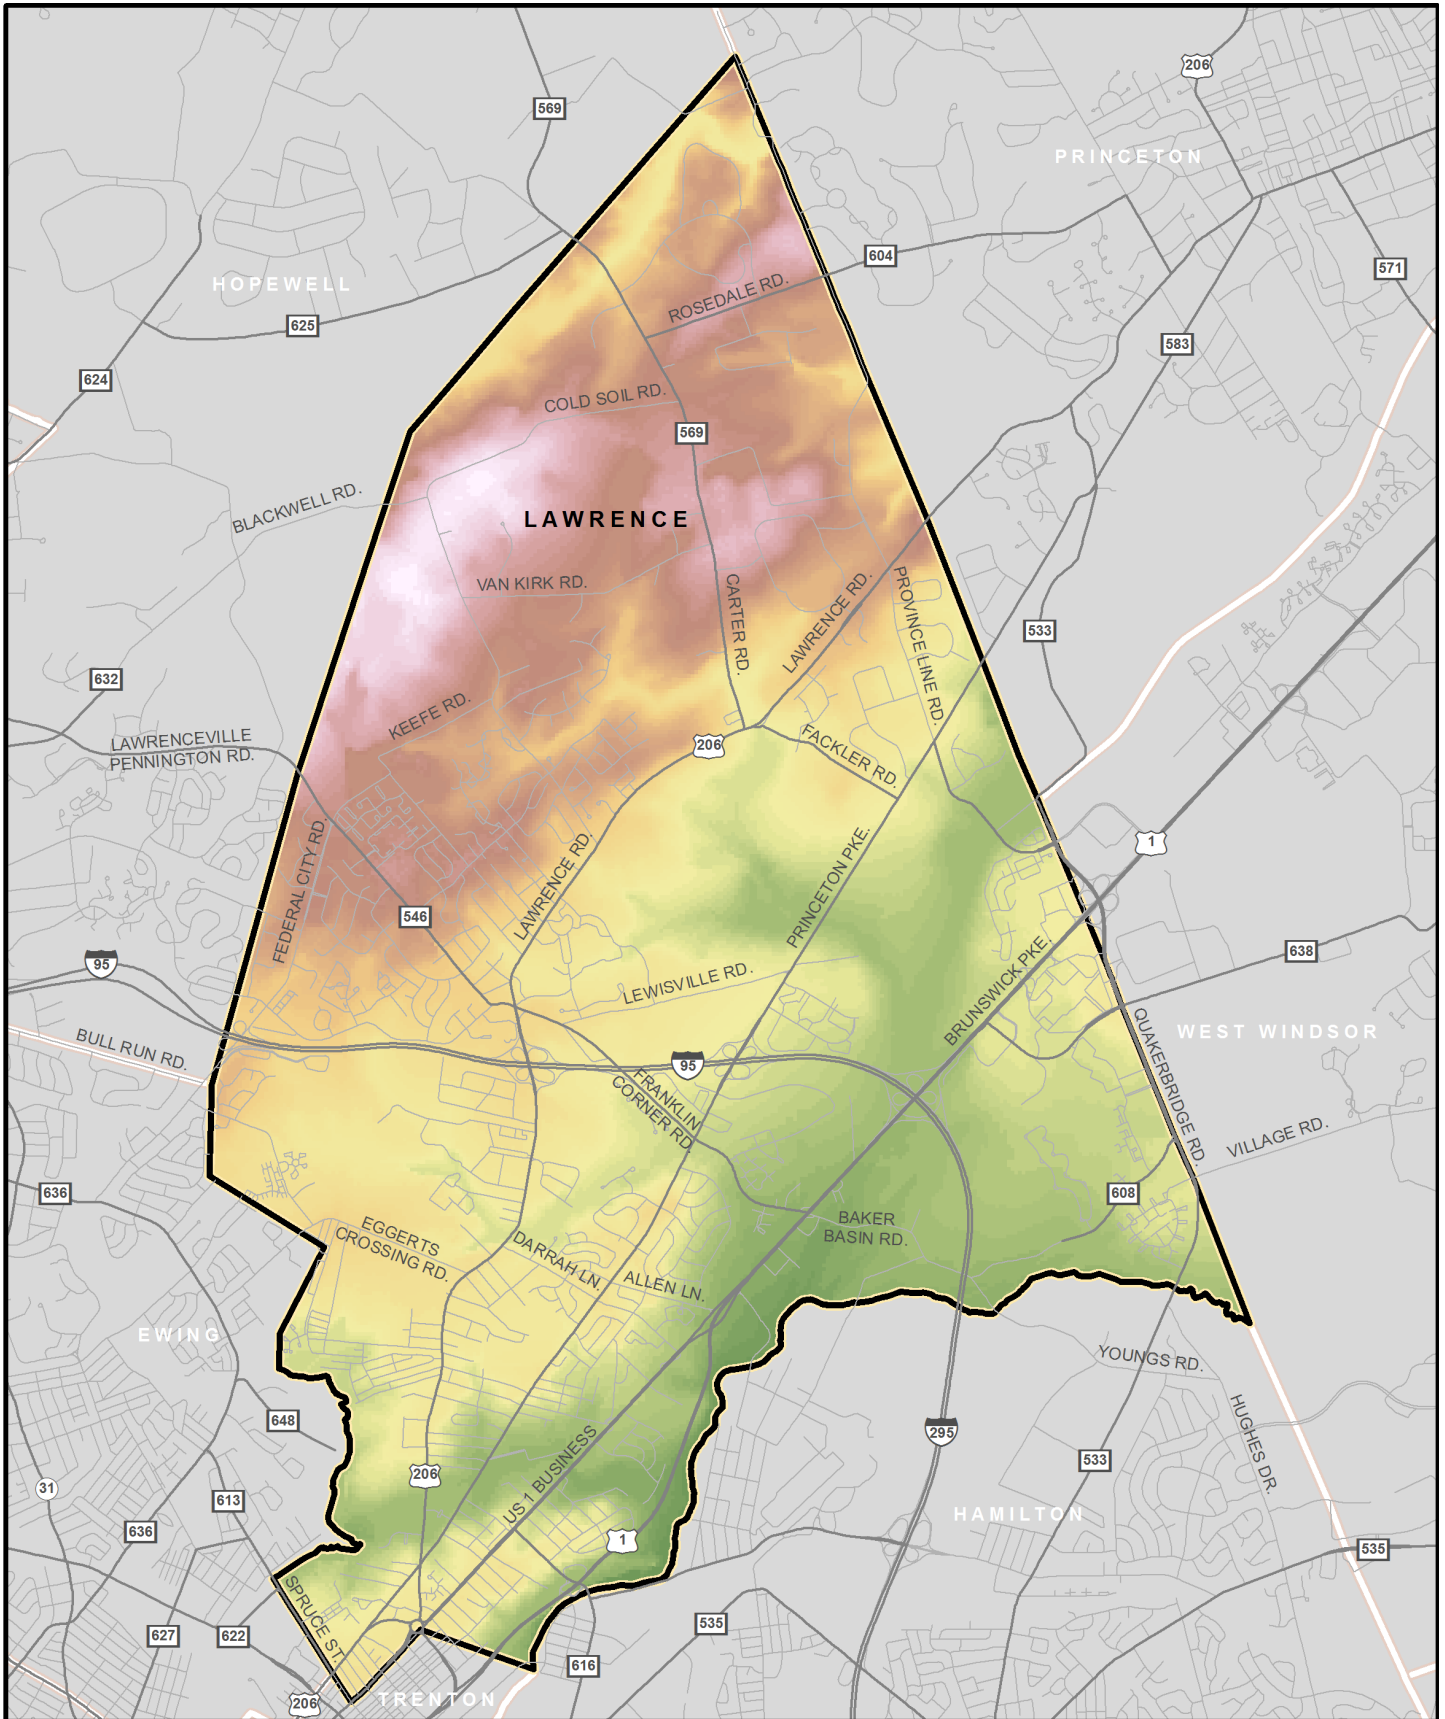 206
569
PRINCETON
604
571
HOPEWELL
ROSEDALE RD.
625
583
624
COLD SOIL RD.
569
BLACKWELL RD.
LAWRENCE
VAN KIRK RD.
CARTER RD.
LAWRENCE RD.
PROVINCE LINE RD.
533
632
KEEFE RD.
LAWRENCEVILLE
PENNINGTON RD.
206
FACKLER RD.
1
FEDERAL CITY RD.
LAWRENCE RD.
PRINCETON PKE.
546
95
638
BRUNSWICK PKE.
LEWISVILLE RD.
BULL RUN RD.
95
QUAKERBRIDGE RD.
WEST WINDSOR
FRANKLIN
CORNER RD.
VILLAGE RD.
636
608
EGGERTS
CROSSING RD.
BAKER
BASIN RD.
DARRAH LN.
ALLEN LN.
EWING
YOUNGS RD.
648
HUGHES DR.
295
533
206
US 1 BUSINESS
31
613
HAMILTON
636
1
535
SPRUCE ST.
627
622
535
616
206
TRENTON